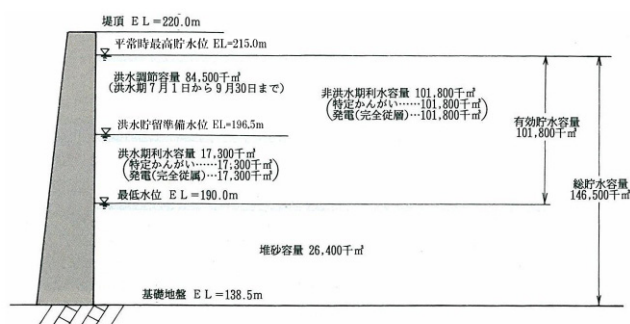 堤頂 ＥＬ＝220.0m
平常時最高貯水位 EL=215.0m
洪水調節容量 84,500千㎥
(洪水期7月1日から9月30日まで)
非洪水期利水容量 101,800千㎥
(特定かんがい……101,800千㎥)
(発電(完全従属)…101,800千㎥)
有効貯水容量
101,800千㎥
洪水貯留準備水位 EL=196.5m
洪水期利水容量 17,300千㎥
(特定かんがい……17,300千㎥)
(発電(完全従属)…17,300千㎥)
最低水位 ＥＬ＝190.0m
総貯水容量
146,500千㎥
堆砂容量 26,400千㎥
基礎地盤 ＥＬ＝138.5m